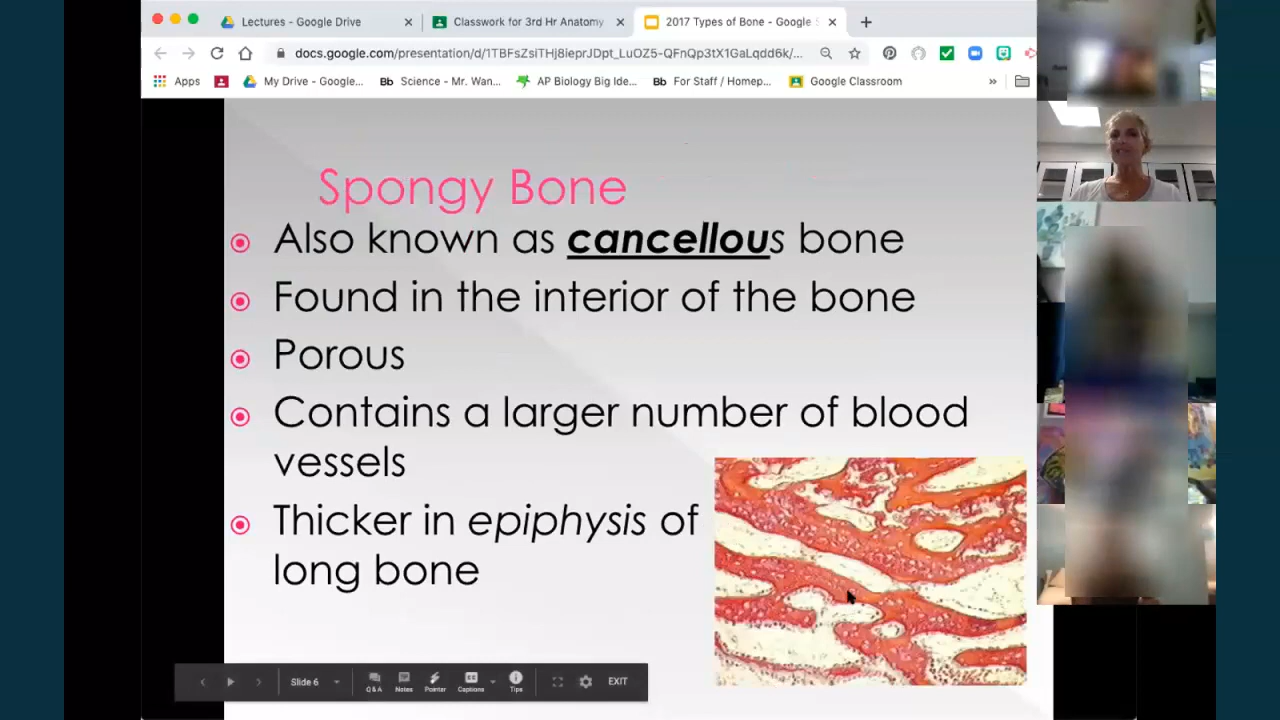 Lectures - Google Drive
Classwork for 3rd Hr Anatomy
2017 Types of Bone - Google S
docs.google.com/presentation/d/1TBFsZsiTHj8ieprJDpt_LuOZ5-QFnQp3tX1GaLqdd6k/...
Apps
My Drive - Google...
Bb Science - Mr. Wan...
AP Biology Big Ide...
Bb For Staff / Homep...
Google Classroom
Spongy Bone
Also known as cancellous bone
Found in the interior of the bone
Porous
Contains a larger number of blood
vessels
Thicker in epiphysis of
long bone
Slide 6
Q & A
Notes
Pointer
Captions
Tips
EXIT